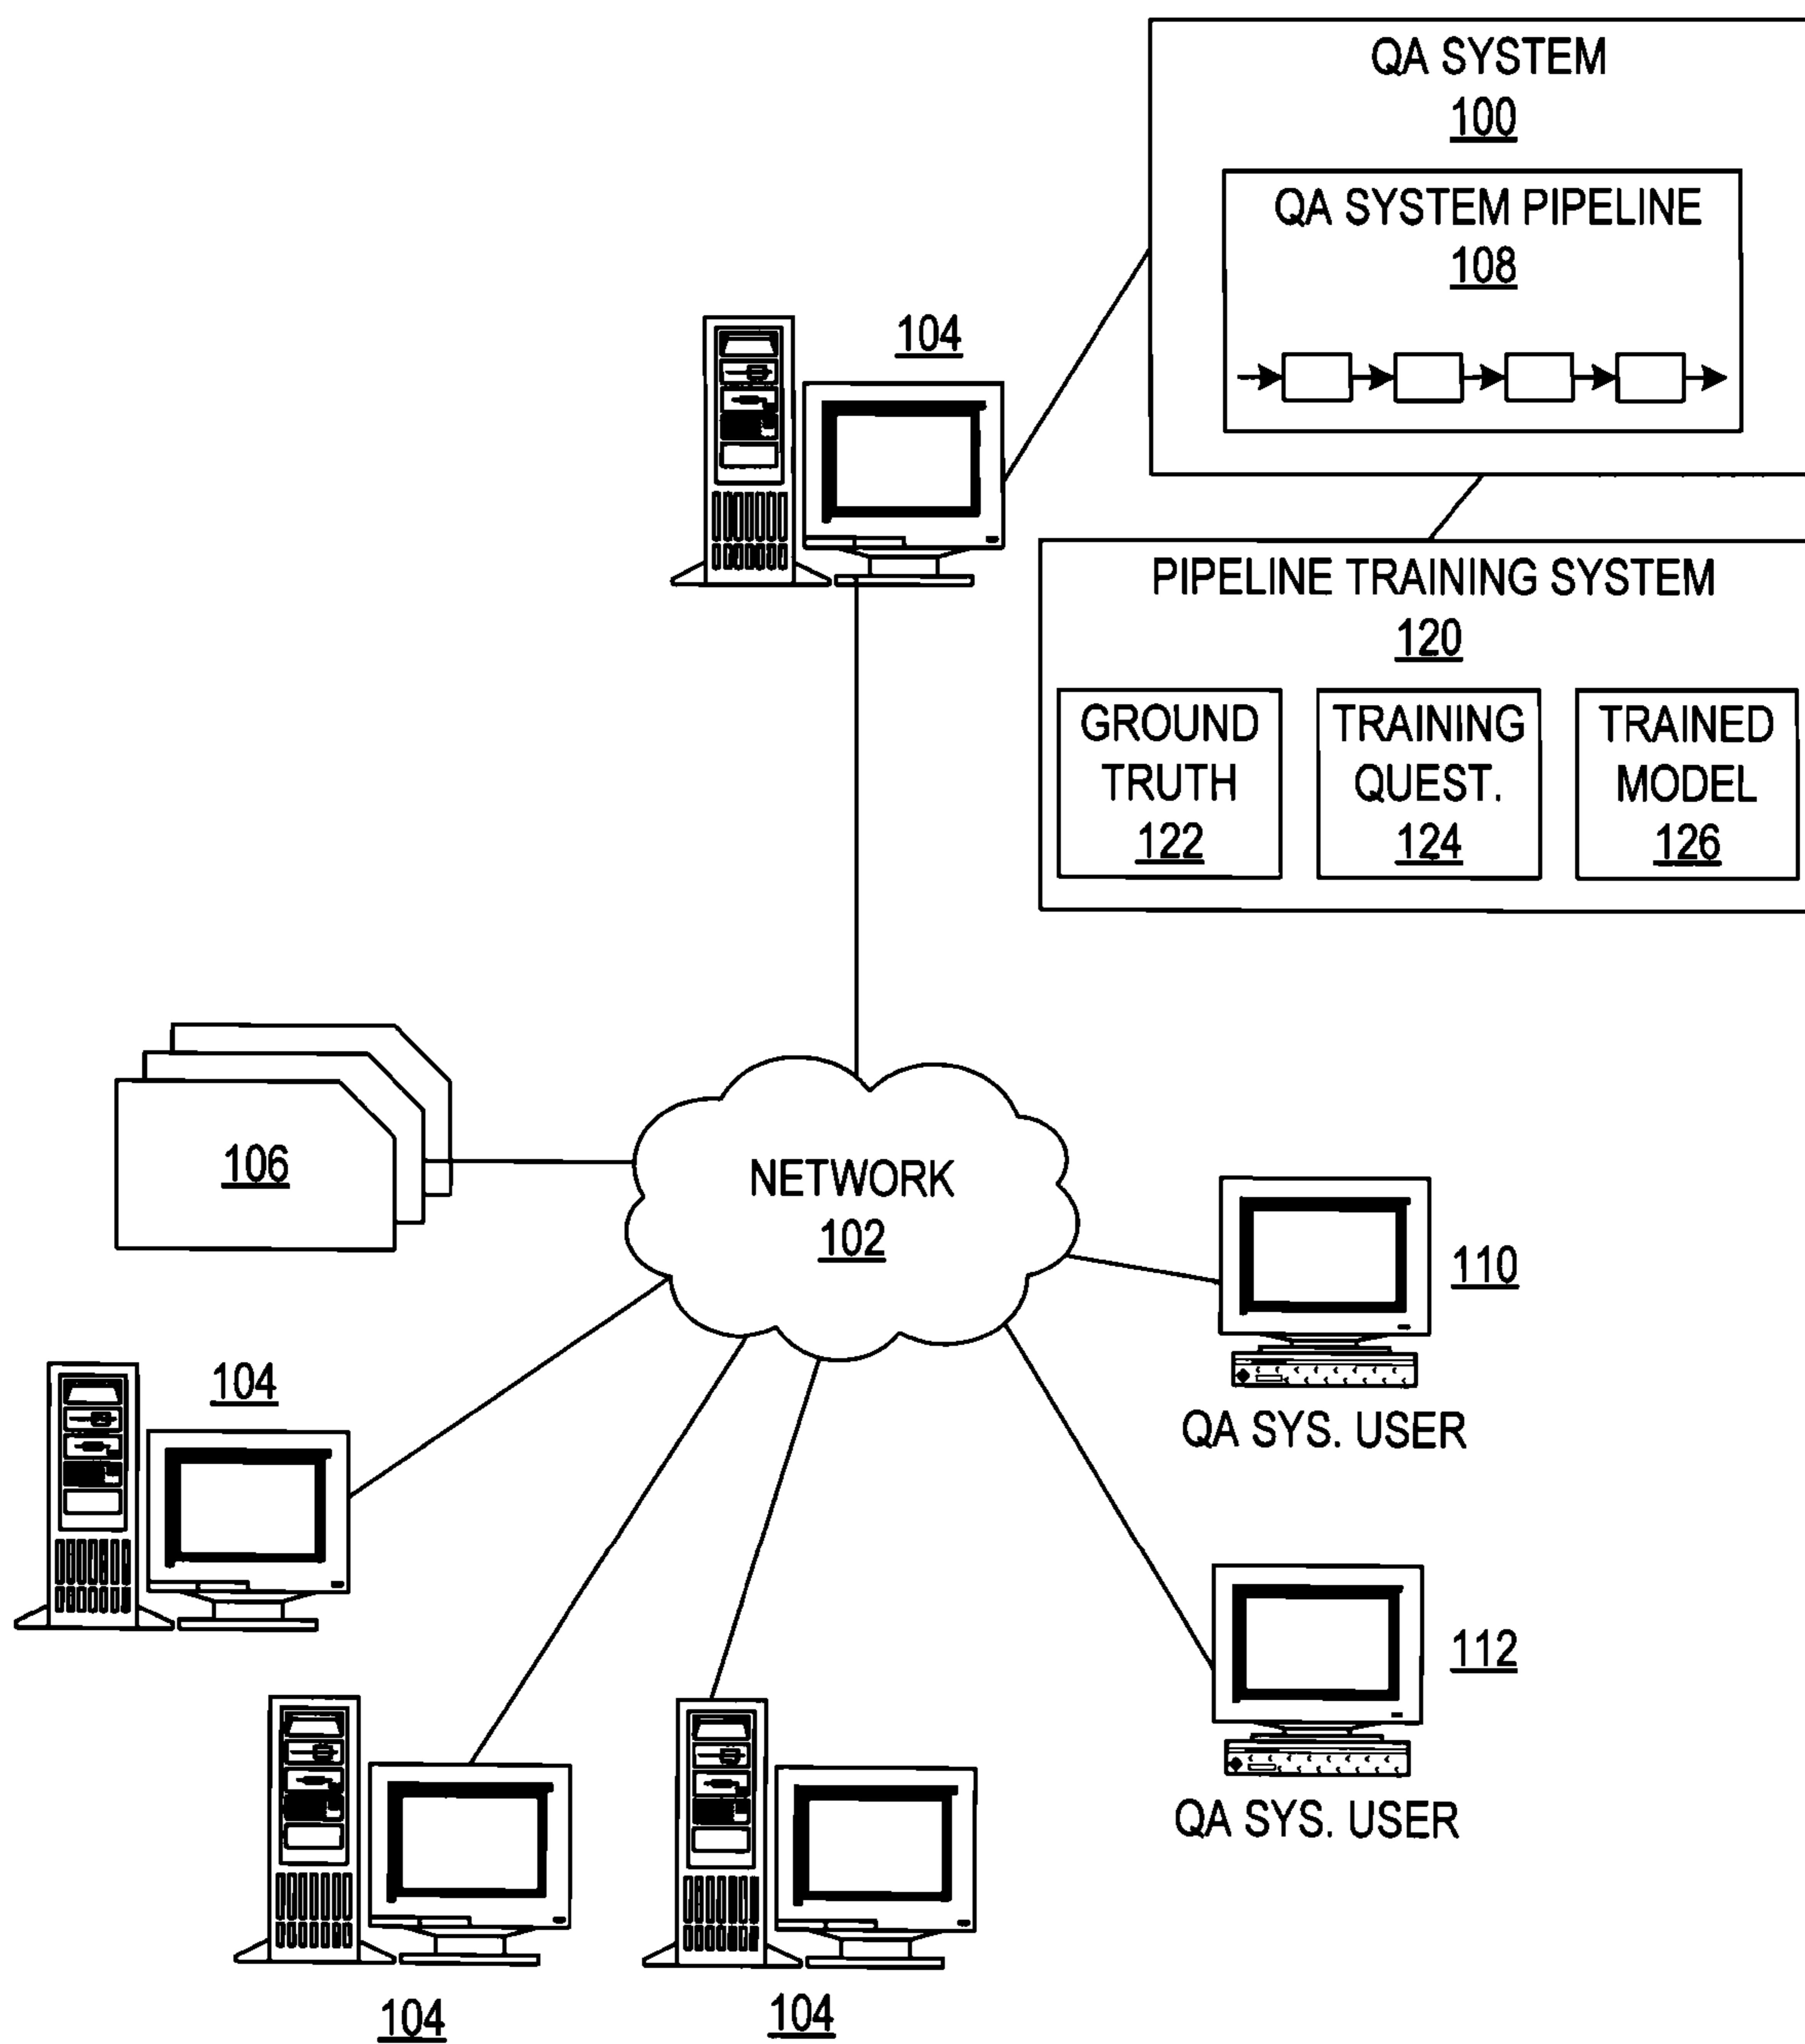 QA SYSTEM
100
QA SYSTEM PIPELINE
108
104
PIPELINE TRAINING SYSTEM
120
GROUND
TRUTH
122
TRAINING
QUEST.
124
TRAINED
MODEL
126
106
NETWORK
102
110
QA SYS. USER
104
112
QA SYS. USER
104
104